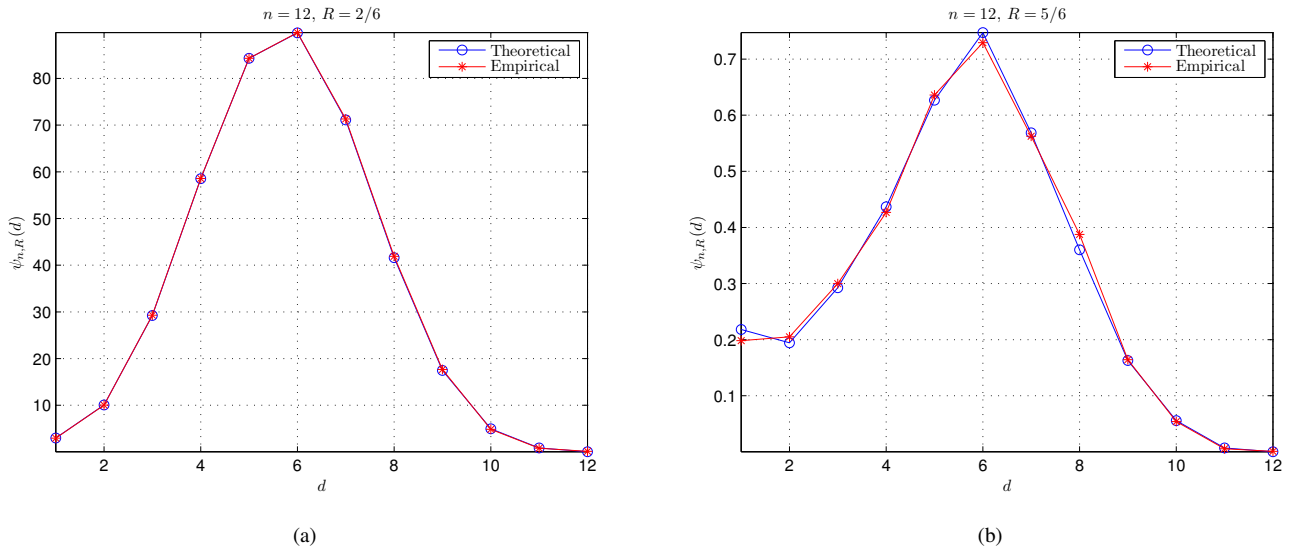 n = 12, R = 2/6
Theoretical
Empirical
80
70
60
50
40
30
20
10
ψn,R(d)
2
4
6
8
10
12
d
(a)
n = 12, R = 5/6
Theoretical
Empirical
0.7
0.6
0.5
0.4
0.3
0.2
0.1
ψn,R(d)
2
4
6
8
10
12
d
(b)